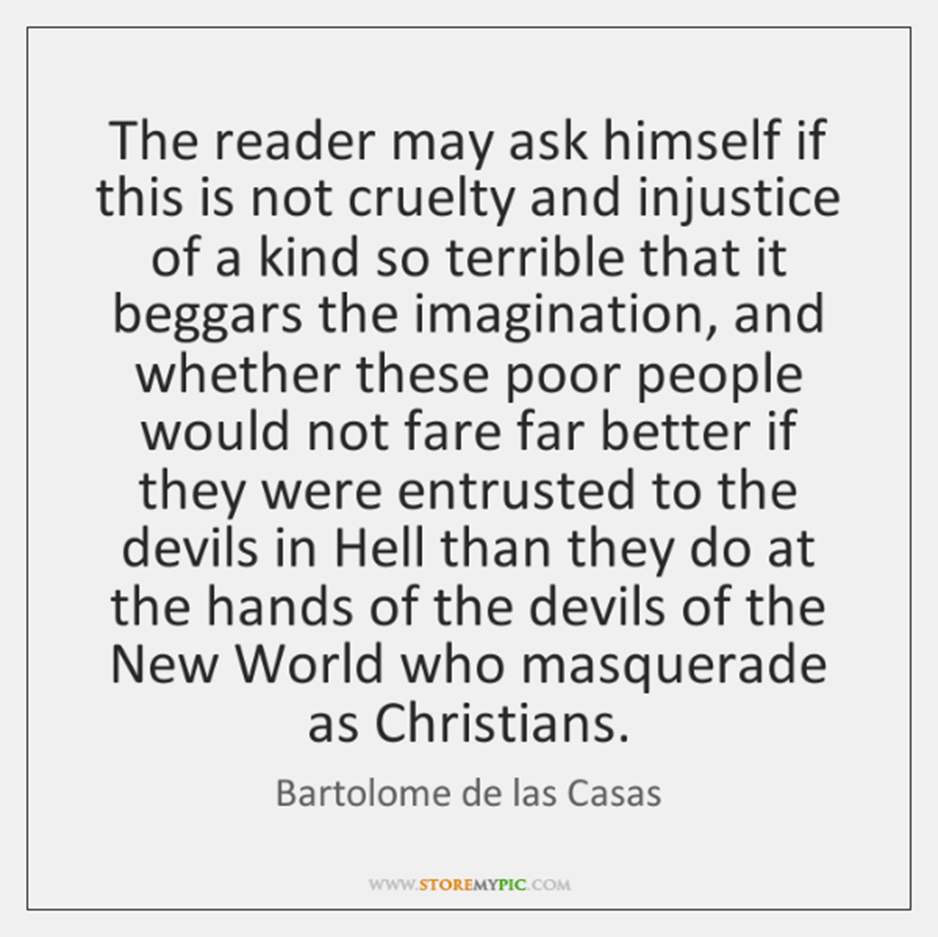 The reader may ask himself if
this is not cruelty and injustice
of a kind so terrible that it
beggars the imagination, and
whether these poor people
would not fare far better if
they were entrusted to the
devils in Hell than they do at
the hands of the devils of the
New World who masquerade
as Christians.
Bartolome de las Casas
WWW.STOREMYPIC.COM